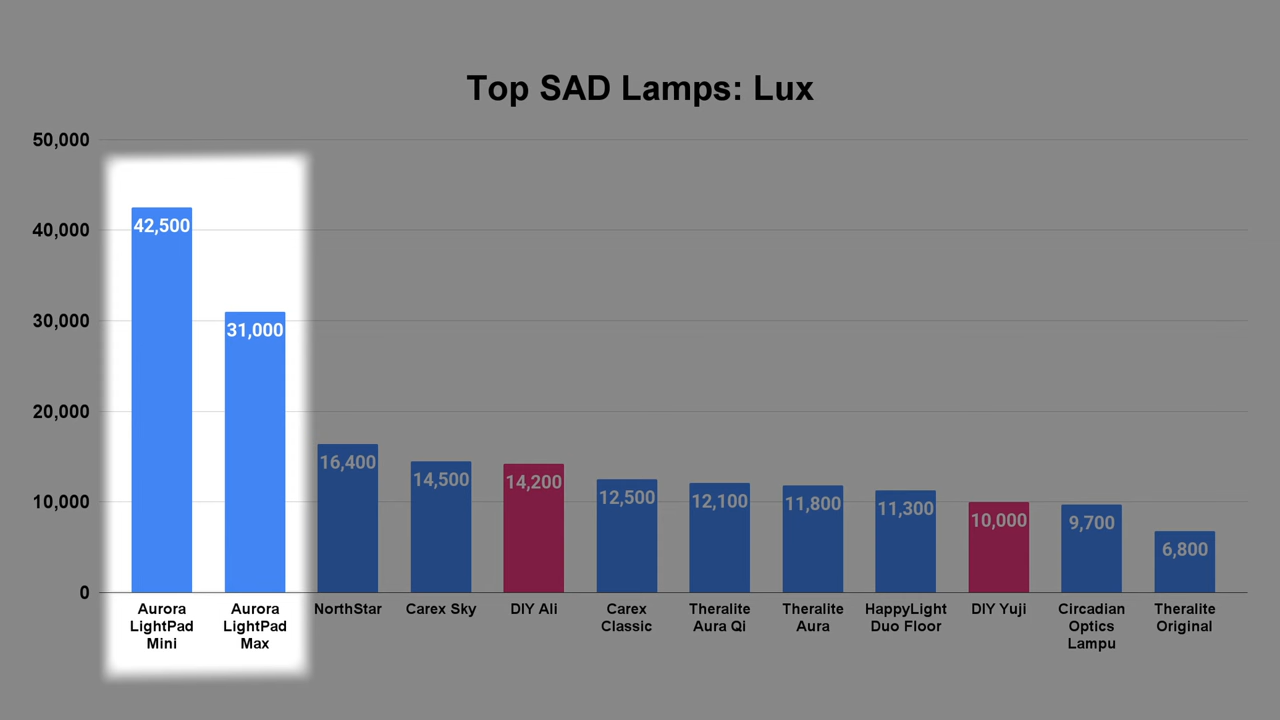 Top SAD Lamps: Lux
50,000
40,000
30,000
20,000
10,000
0
42,500
31,000
16,400
14,500
14,200
12,500
12,100
11,800
11,300
10,000
9,700
6,800
Aurora
LightPad
Mini
Aurora
LightPad
Max
NorthStar
Carex Sky
DIY Ali
Carex
Classic
Theralite
Aura Qi
Theralite
Aura
HappyLight
Duo Floor
DIY Yuji
Circadian
Optics
Lampu
Theralite
Original